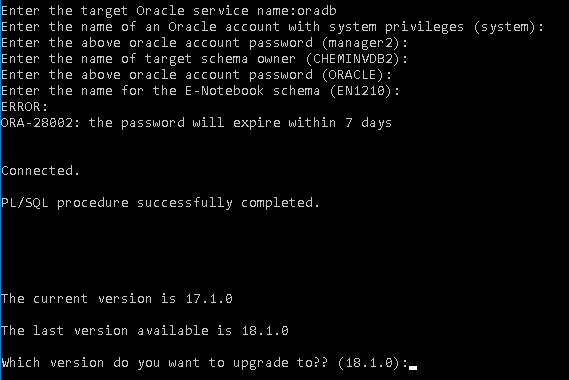 Enter the target Oracle service name:oradb
Enter the name of an Oracle account with system privileges (system):
Enter the above oracle account password (manager2):
Enter the name of target schema owner (CHEMINVDB2):
Enter the above oracle account password (ORACLE):
Enter the name for the E-Notebook schema (EN1210):
ERROR:
ORA-28002: the password will expire within 7 days
Connected.
PL/SQL procedure successfully completed.
The current version is 17.1.0
The last version available is 18.1.0
Which version do you want to upgrade to?? (18.1.0):